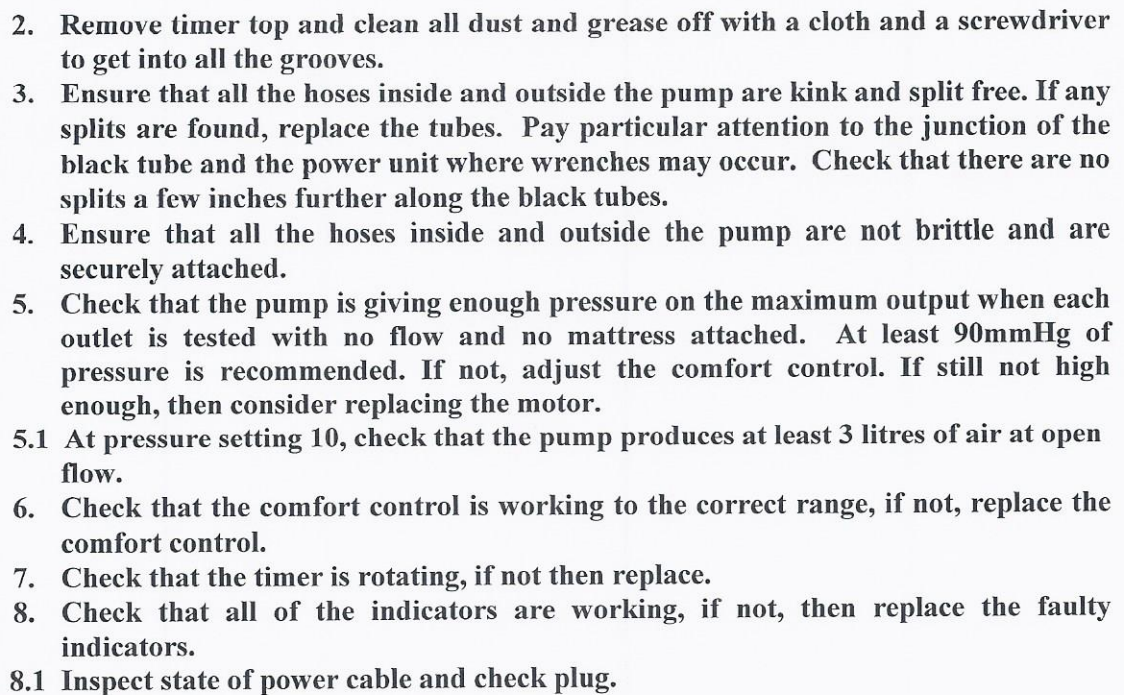 2. Remove timer top and clean all dust and grease off with a cloth and a screwdriver
to get into all the grooves.
3. Ensure that all the hoses inside and outside the pump are kink and split free. If any
splits are found, replace the tubes. Pay particular attention to the junction of the
black tube and the power unit where wrenches may occur. Check that there are no
splits a few inches further along the black tubes.
4. Ensure that all the hoses inside and outside the pump are not brittle and are
securely attached.
5. Check that the pump is giving enough pressure on the maximum output when each
outlet is tested with no flow and no mattress attached. At least 90mmHg of
pressure is recommended. If not, adjust the comfort control. If still not high
enough, then consider replacing the motor.
5.1 At pressure setting 10, check that the pump produces at least 3 litres of air at open
flow.
6. Check that the comfort control is working to the correct range, if not, replace the
comfort control.
7. Check that the timer is rotating, if not then replace.
8. Check that all of the indicators are working, if not, then replace the faulty
indicators.
8.1 Inspect state of power cable and check plug.